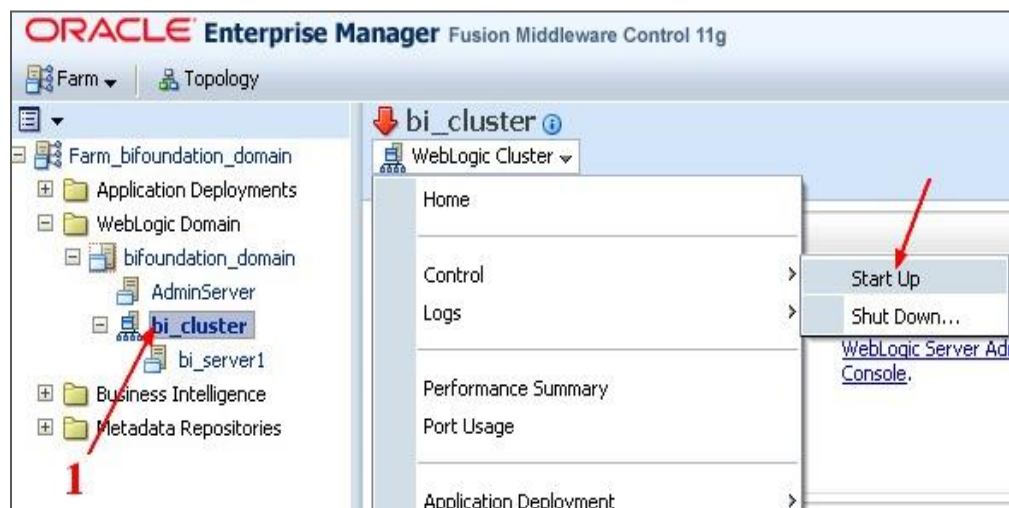 ORACLE Enterprise Manager Fusion Middleware Control 11g
Farm Topology
Farm_bifoundation_domain
Application Deployments
WebLogic Domain
bifoundation_domain
AdminServer
bi_cluster
bi_server1
Business Intelligence
Metadata Repositories
1
bi_cluster
WebLogic Cluster
Home
Control
Logs
Performance Summary
Port Usage
Application Deployment
Start Up
Shut Down...
WebLogic Server Ad
Console.